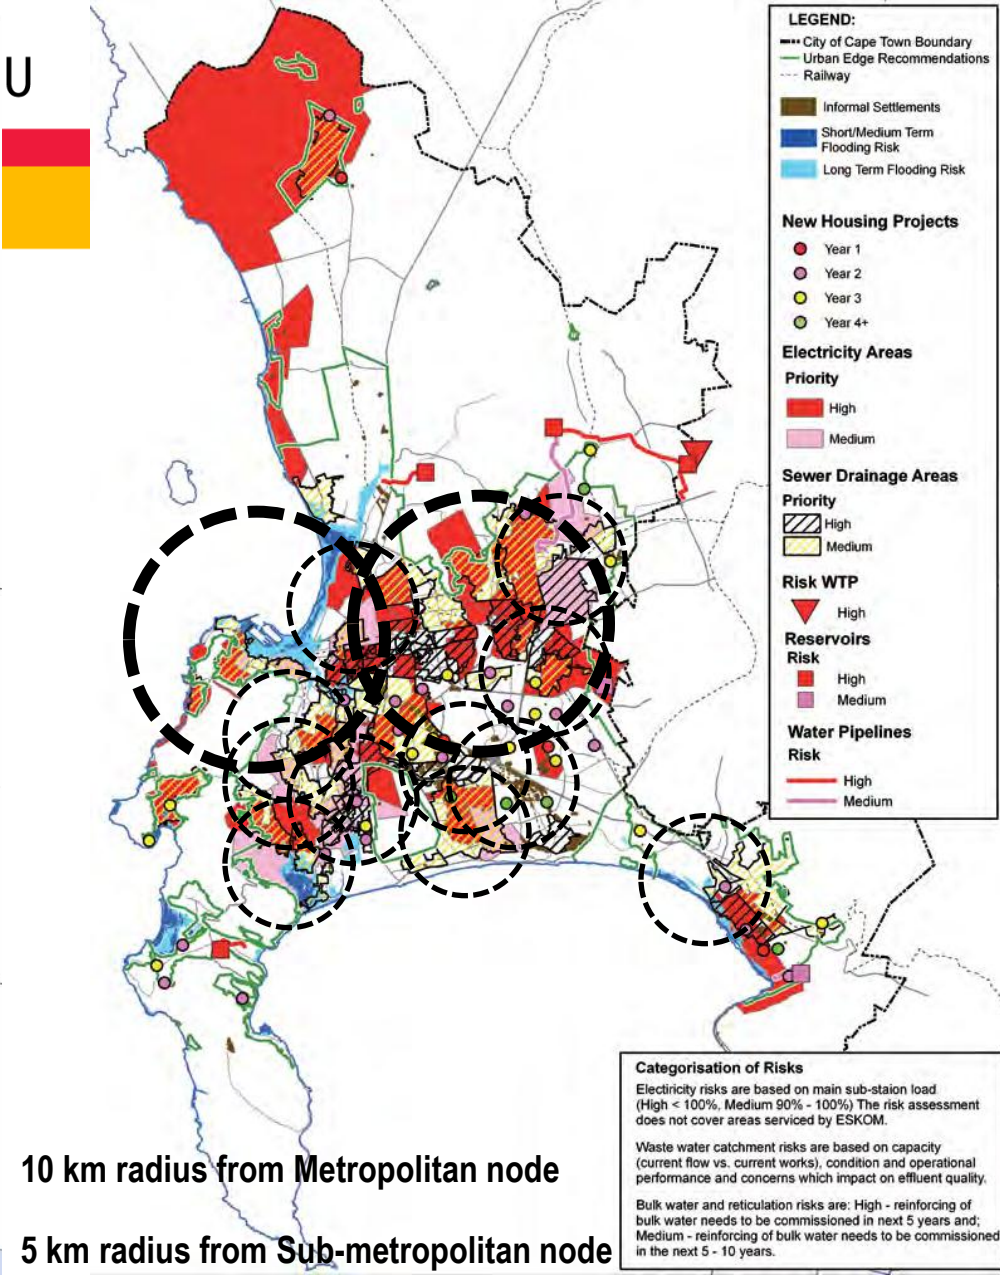 U
LEGEND:
City of Cape Town Boundary
Urban Edge Recommendations
Railway
Informal Settlements
Short/Medium Term
Flooding Risk
Long Term Flooding Risk
New Housing Projects
Year 1
Year 2
Year 3
Year 4+
Electricity Areas
Priority
High
Medium
Sewer Drainage Areas
Priority
High
Medium
Risk WTP
High
Reservoirs
Risk
High
Medium
Water Pipelines
Risk
High
Medium
Categorisation of Risks
Electricity risks are based on main sub-staion load
(High < 100%, Medium 90% - 100%) The risk assessment
does not cover areas serviced by ESKOM.
Waste water catchment risks are based on capacity
(current flow vs. current works), condition and operational
performance and concerns which impact on effluent quality.
Bulk water and reticulation risks are: High - reinforcing of
bulk water needs to be commissioned in next 5 years and;
Medium - reinforcing of bulk water needs to be commissioned
in the next 5 - 10 years.
10 km radius from Metropolitan node
5 km radius from Sub-metropolitan node